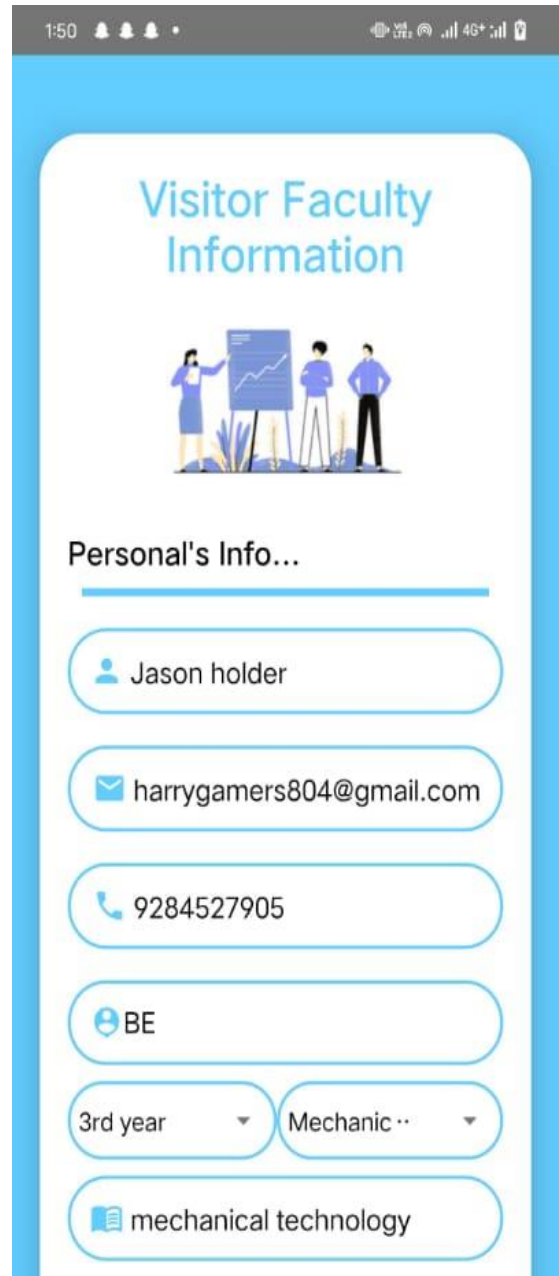 1:50
4G+
Visitor Faculty
Information
Personal's Info...
Jason holder
harrygamers804@gmail.com
9284527905
BE
3rd year
Mechanic ··
mechanical technology